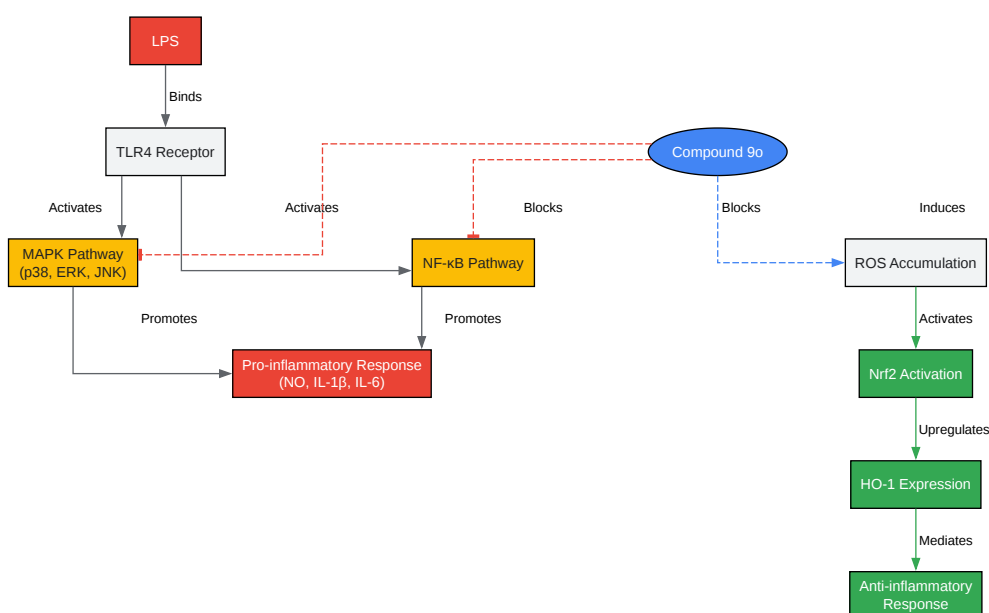 LPS
Binds
TLR4 Receptor
Compound 9o
Activates
Activates
Blocks
Blocks
Induces
MAPK Pathway
(p38, ERK, JNK)
NF-κB Pathway
ROS Accumulation
Promotes
Promotes
Activates
Pro-inflammatory Response
(NO, IL-1β, IL-6)
Nrf2 Activation
Upregulates
HO-1 Expression
Mediates
Anti-inflammatory
Response